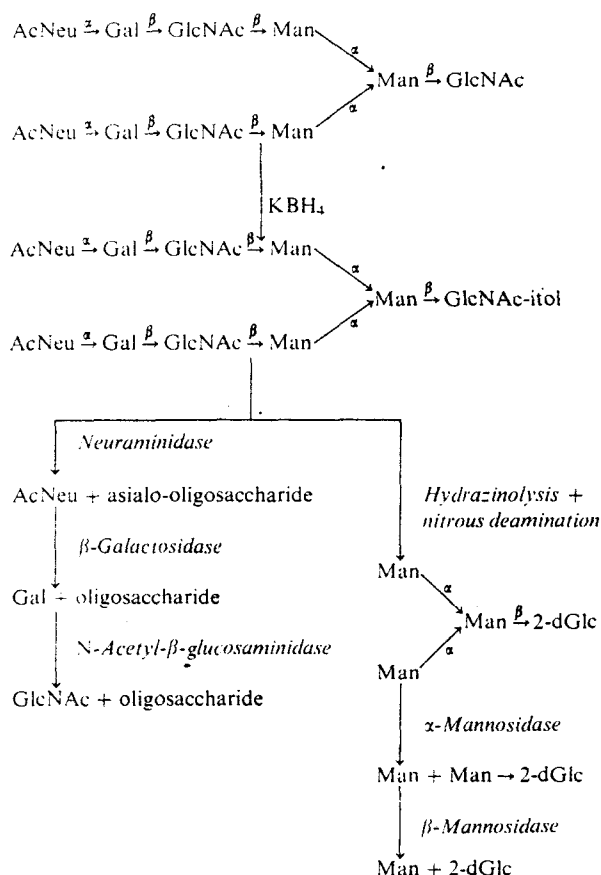 AcNeu α→ Gal β→ GlcNAc β→ Man
α
Man β→ GlcNAc
α
AcNeu α→ Gal β→ GlcNAc β→ Man
KBH₄
AcNeu α→ Gal β→ GlcNAc β→ Man
α
Man β→ GlcNAc-itol
α
AcNeu α→ Gal β→ GlcNAc β→ Man
Neuraminidase
AcNeu + asialo-oligosaccharide
β-Galactosidase
Gal + oligosaccharide
N-Acetyl-β-glucosaminidase
GlcNAc + oligosaccharide
Hydrazinolysis +
nitrous deamination
Man
α
Man β→ 2-dGlc
α
Man
α-Mannosidase
Man + Man → 2-dGlc
β-Mannosidase
Man + 2-dGlc